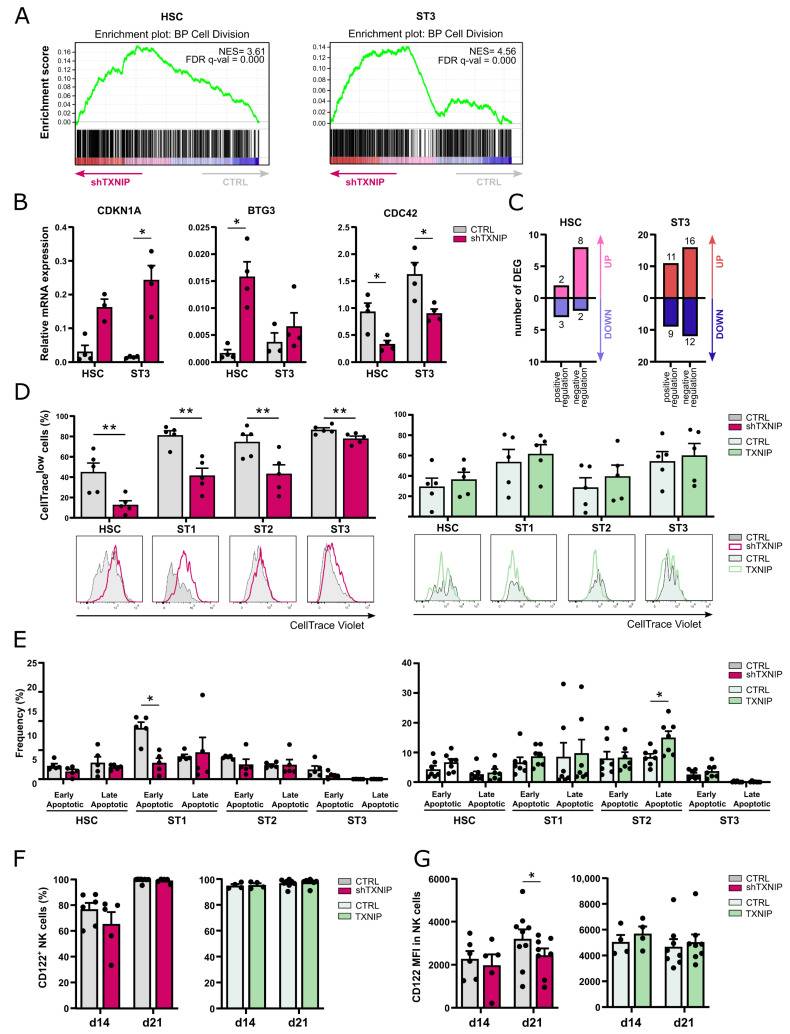 A
HSC
Enrichment plot: BP Cell Division
NES= 3.61
FDR q-val = 0.000
Enrichment score
0.16
0.14
0.12
0.10
0.08
0.06
0.04
0.02
0.00
shTXNIP
CTRL
ST3
Enrichment plot: BP Cell Division
NES= 4.56
FDR q-val = 0.000
0.14
0.12
0.10
0.08
0.06
0.04
0.02
0.00
shTXNIP
CTRL
B
Relative mRNA expression
CDKN1A
0.4
0.3
0.2
0.1
0.0
*
HSC
ST3
BTG3
0.025
0.020
0.015
0.010
0.005
0.000
*
HSC
ST3
CDC42
2.5
2.0
1.5
1.0
0.5
0.0
*
*
HSC
ST3
CTRL
shTXNIP
C
HSC
number of DEG
10
5
0
5
10
2
8
3
2
UP
DOWN
positive regulation
negative regulation
ST3
20
10
0
10
20
11
16
9
12
UP
DOWN
positive regulation
negative regulation
D
CellTracelow cells (%)
100
80
60
40
20
0
**
**
**
**
HSC
ST1
ST2
ST3
CellTrace Violet
100
80
60
40
20
HSC
ST1
ST2
ST3
CellTrace Violet
CTRL
shTXNIP
CTRL
TXNIP
CTRL
shTXNIP
CTRL
TXNIP
E
Frequency (%)
25
15
10
5
0
*
Early Apoptotic
Late Apoptotic
Early Apoptotic
Late Apoptotic
Early Apoptotic
Late Apoptotic
Early Apoptotic
Late Apoptotic
HSC
ST1
ST2
ST3
40
30
20
10
0
*
Early Apoptotic
Late Apoptotic
Early Apoptotic
Late Apoptotic
Early Apoptotic
Late Apoptotic
Early Apoptotic
Late Apoptotic
HSC
ST1
ST2
ST3
CTRL
shTXNIP
CTRL
TXNIP
F
CD122+ NK cells (%)
100
80
60
40
20
0
d14
d21
100
80
60
40
20
0
d14
d21
CTRL
shTXNIP
CTRL
TXNIP
G
CD122 MFI in NK cells
6000
4000
2000
0
*
d14
d21
10,000
8000
6000
4000
2000
0
d14
d21
CTRL
shTXNIP
CTRL
TXNIP